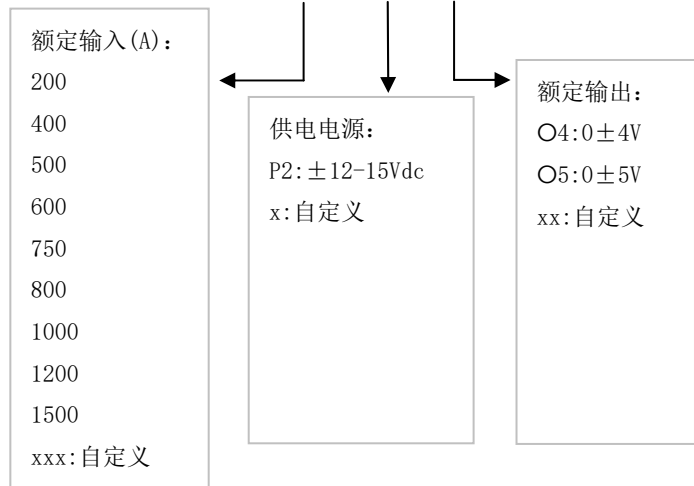 额定输入(A)：
200
400
500
600
750
800
1000
1200
1500
xxx:自定义
供电电源：
P2:±12-15Vdc
x:自定义
额定输出：
O4:0±4V
O5:0±5V
xx:自定义